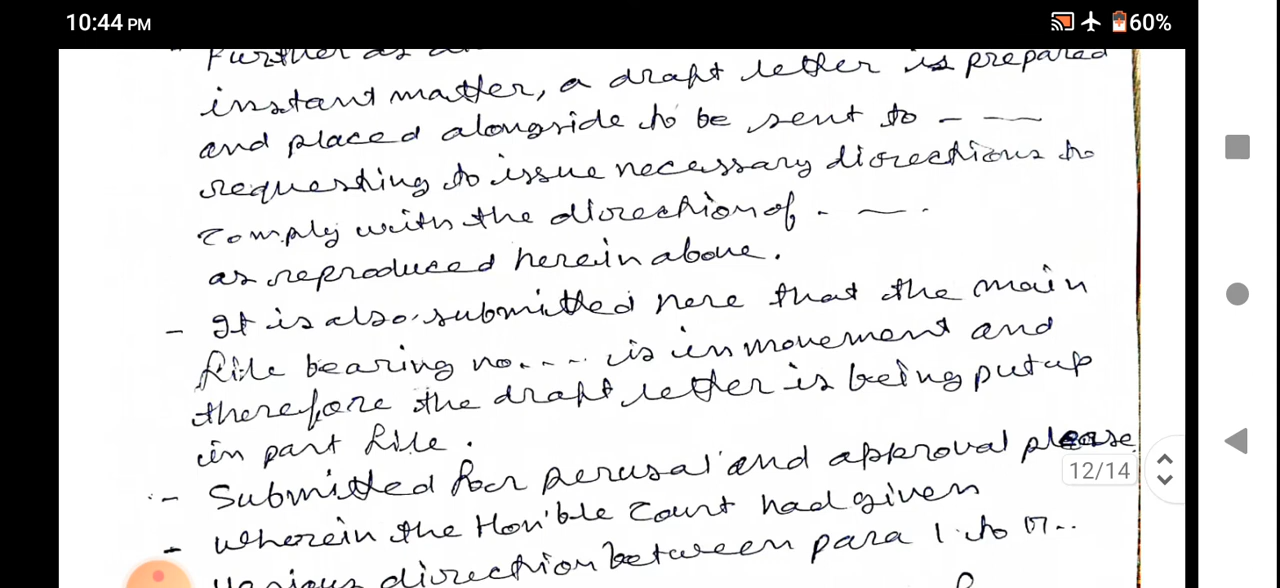 10:44 PM 60%
Further as
instant matter, a draft letter is prepared
and placed alongside to be sent to - —
requesting to issue necessary directions to
comply with the direction of - — .
as reproduced herein above.
- It is also submitted here that the main
file bearing no. - - - is in movement and
therefore the draft letter is being put up
in part file.
- Submitted for perusal and approval please
12/14
- wherein the Hon'ble Court had given
various direction between para 1 to 17..